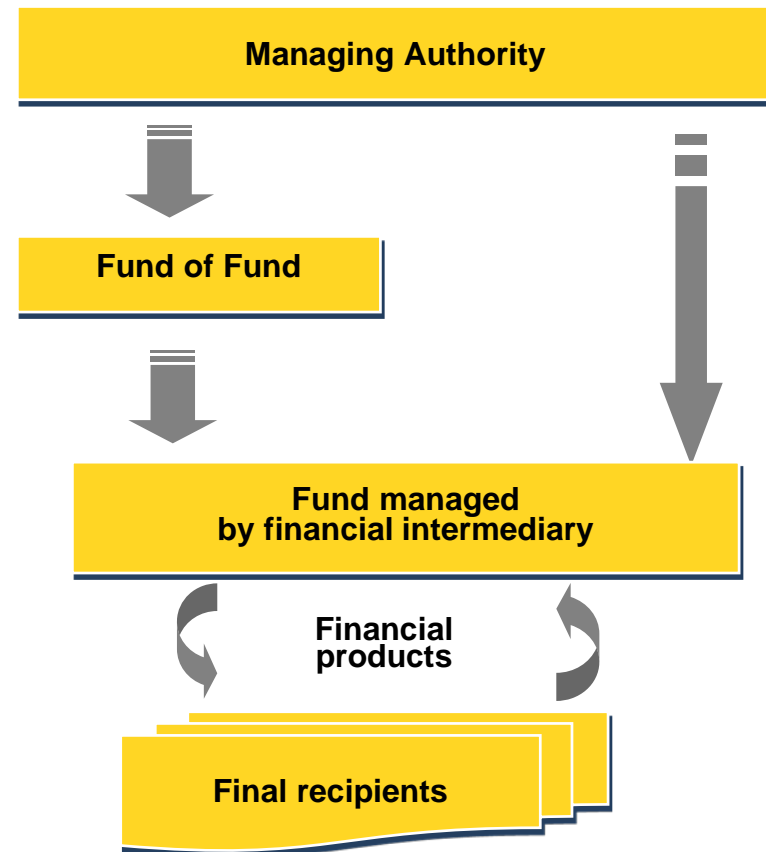 Managing Authority
Fund of Fund
Fund managed
by financial intermediary
Financial
products
Final recipients